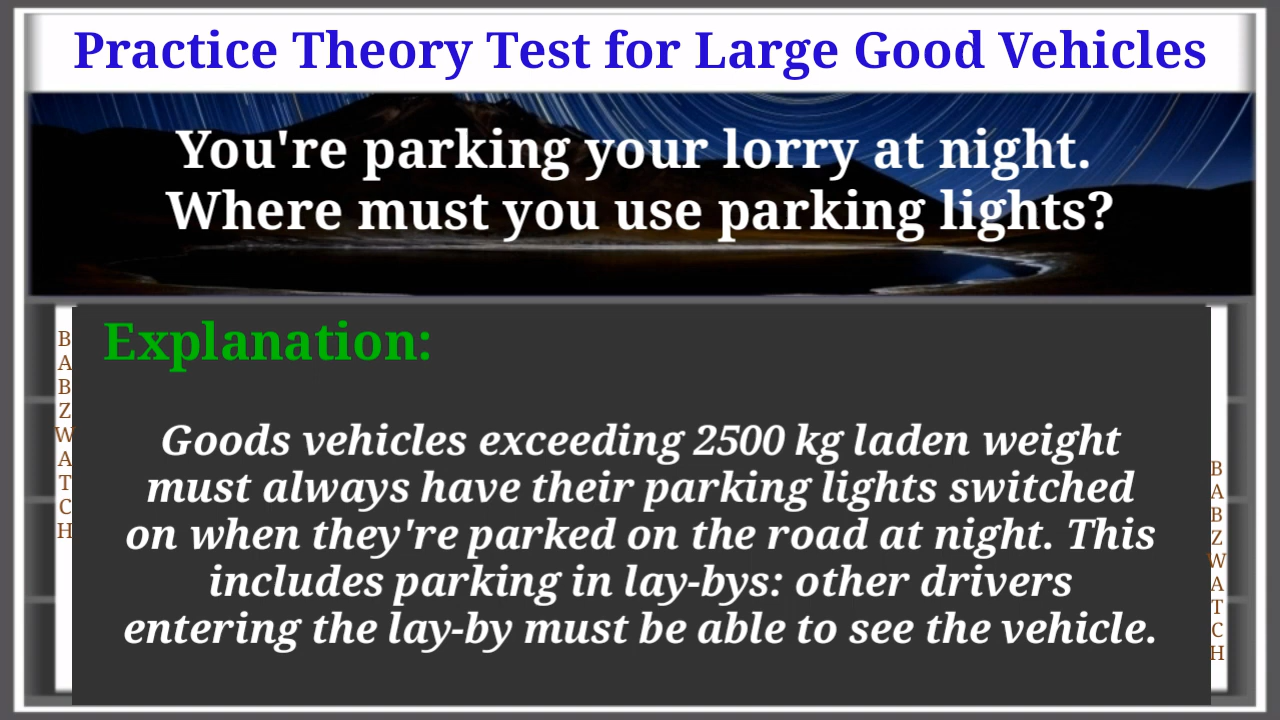 Practice Theory Test for Large Good Vehicles
You're parking your lorry at night.
Where must you use parking lights?
Explanation:
Goods vehicles exceeding 2500 kg laden weight
must always have their parking lights switched
on when they're parked on the road at night. This
includes parking in lay-bys: other drivers
entering the lay-by must be able to see the vehicle.
BABZWATCH
BABZWATCH